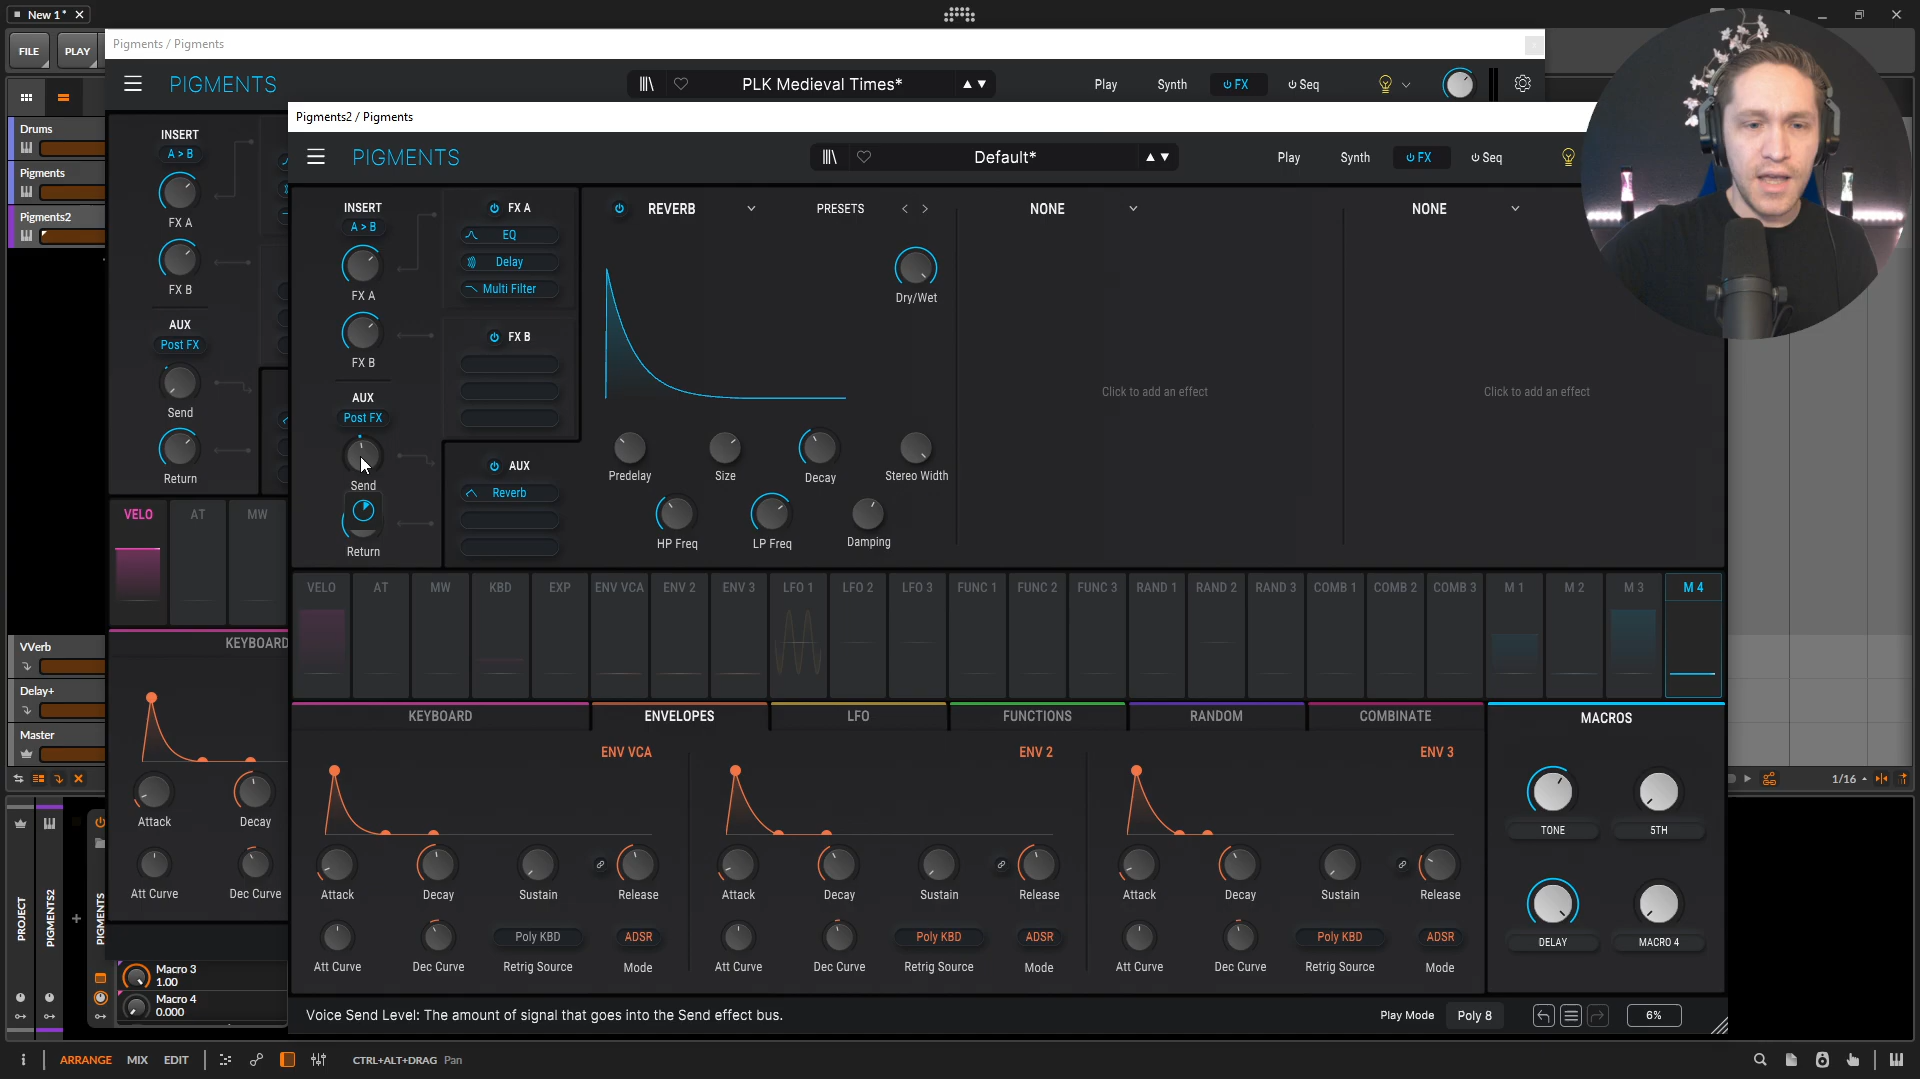 New 1*
FILE
PLAY
Pigments / Pigments
PIGMENTS
PLK Medieval Times*
Play
Synth
FX
Seq
Pigments2 / Pigments
PIGMENTS
Default*
Play
Synth
FX
Seq
Drums
Pigments
Pigments2
INSERT
A > B
FX A
FX B
AUX
Post FX
Send
Return
INSERT
A > B
FX A
FX B
AUX
Post FX
Send
Return
FX A
EQ
Delay
Multi Filter
FX B
AUX
Reverb
REVERB
PRESETS
Dry/Wet
Predelay
Size
Decay
Stereo Width
HP Freq
LP Freq
Damping
NONE
Click to add an effect
NONE
Click to add an effect
VELO
AT
MW
VELO
AT
MW
KBD
EXP
ENV VCA
ENV 2
ENV 3
LFO 1
LFO 2
LFO 3
FUNC 1
FUNC 2
FUNC 3
RAND 1
RAND 2
RAND 3
COMB 1
COMB 2
COMB 3
M 1
M 2
M 3
M 4
VVerb
Delay+
Master
KEYBOARD
Attack
Decay
Att Curve
Dec Curve
KEYBOARD
ENVELOPES
LFO
FUNCTIONS
RANDOM
COMBINATE
MACROS
ENV VCA
Attack
Decay
Sustain
Release
Att Curve
Dec Curve
Poly KBD
Retrig Source
ADSR
Mode
ENV 2
Attack
Decay
Sustain
Release
Att Curve
Dec Curve
Poly KBD
Retrig Source
ADSR
Mode
ENV 3
Attack
Decay
Sustain
Release
Att Curve
Dec Curve
Poly KBD
Retrig Source
ADSR
Mode
TONE
5TH
DELAY
MACRO 4
1/16
PROJECT
PIGMENTS2
PIGMENTS
Macro 3
1.00
Macro 4
0.000
Voice Send Level: The amount of signal that goes into the Send effect bus.
Play Mode
Poly 8
6%
ARRANGE
MIX
EDIT
CTRL+ALT+DRAG Pan